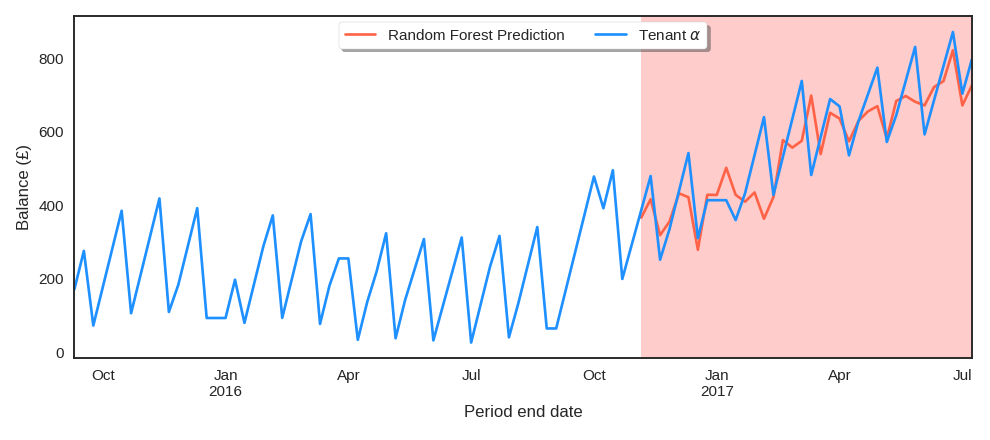 Random Forest Prediction
Tenant α
Balance (£)
800
600
400
200
0
Oct
Jan
2016
Apr
Jul
Oct
Jan
2017
Apr
Jul
Period end date